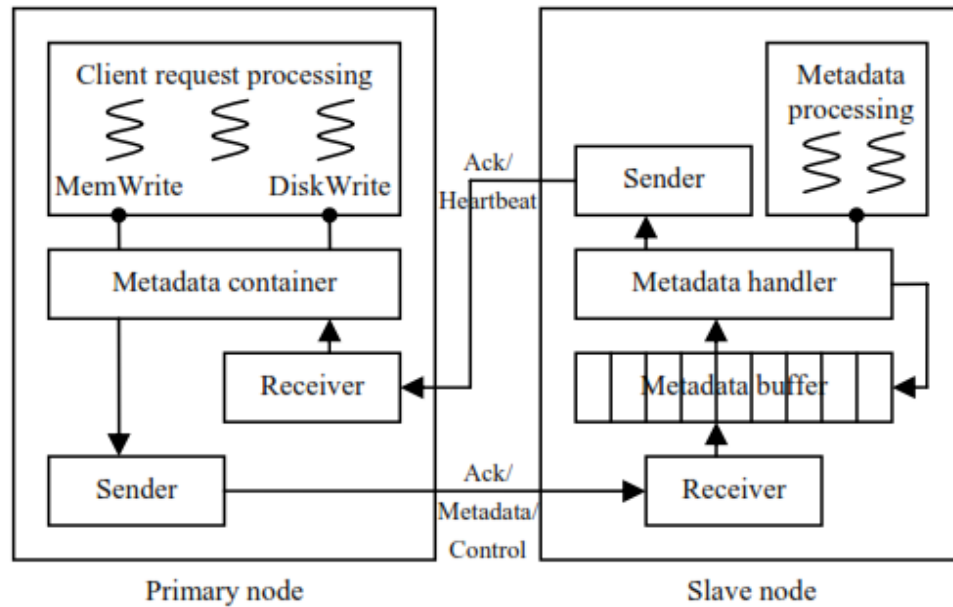 Client request processing
MemWrite
DiskWrite
Metadata container
Receiver
Sender
Primary node
Ack/
Heartbeat
Ack/
Metadata/
Control
Metadata
processing
Sender
Metadata handler
Metadata buffer
Receiver
Slave node